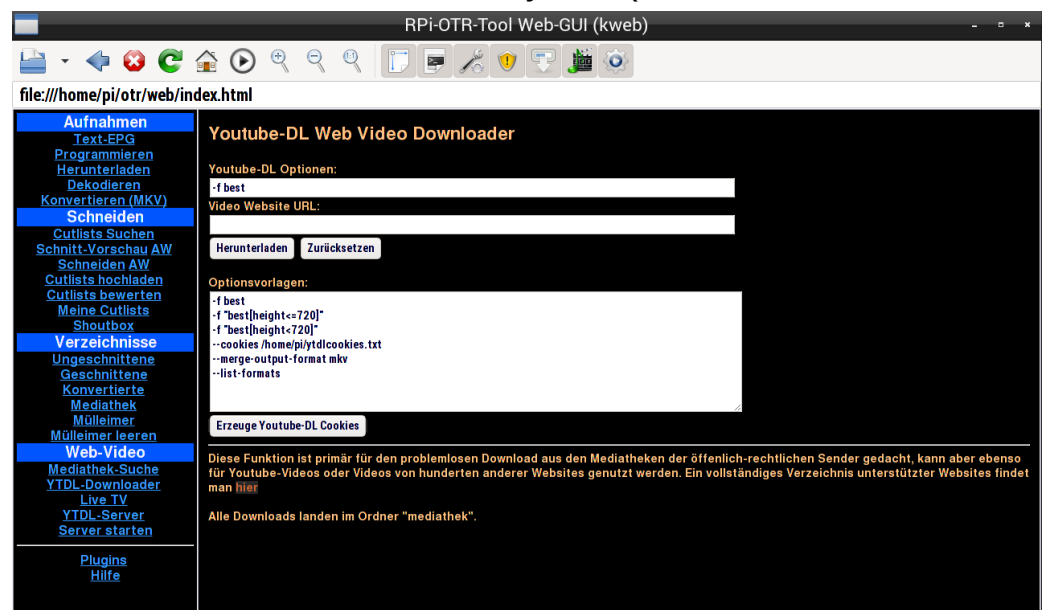 RPi-OTR-Tool Web-GUI (kweb)
file:///home/pi/otr/web/index.html
Aufnahmen
Text-EPG
Programmieren
Herunterladen
Dekodieren
Konvertieren (MKV)
Schneiden
Cutlists Suchen
Schnitt-Vorschau AW
Schneiden AW
Cutlists hochladen
Cutlists bewerten
Meine Cutlists
Shoutbox
Verzeichnisse
Ungeschnittene
Geschnittene
Konvertierte
Mediathek
Mülleimer
Mülleimer leeren
Web-Video
Mediathek-Suche
YTDL-Downloader
Live TV
YTDL-Server
Server starten
Plugins
Hilfe
Youtube-DL Web Video Downloader
Youtube-DL Optionen:
-f best
Video Website URL:
Herunterladen Zurücksetzen
Optionsvorlagen:
-f best
-f "best[height<=720]"
-f "best[height<720]"
--cookies /home/pi/ytdlcookies.txt
--merge-output-format mkv
--list-formats
Erzeuge Youtube-DL Cookies
Diese Funktion ist primär für den problemlosen Download aus den Mediatheken der öffenlich-rechtlichen Sender gedacht, kann aber ebenso
für Youtube-Videos oder Videos von hunderten anderer Websites genutzt werden. Ein vollständiges Verzeichnis unterstützter Websites findet
man hier
Alle Downloads landen im Ordner "mediathek".